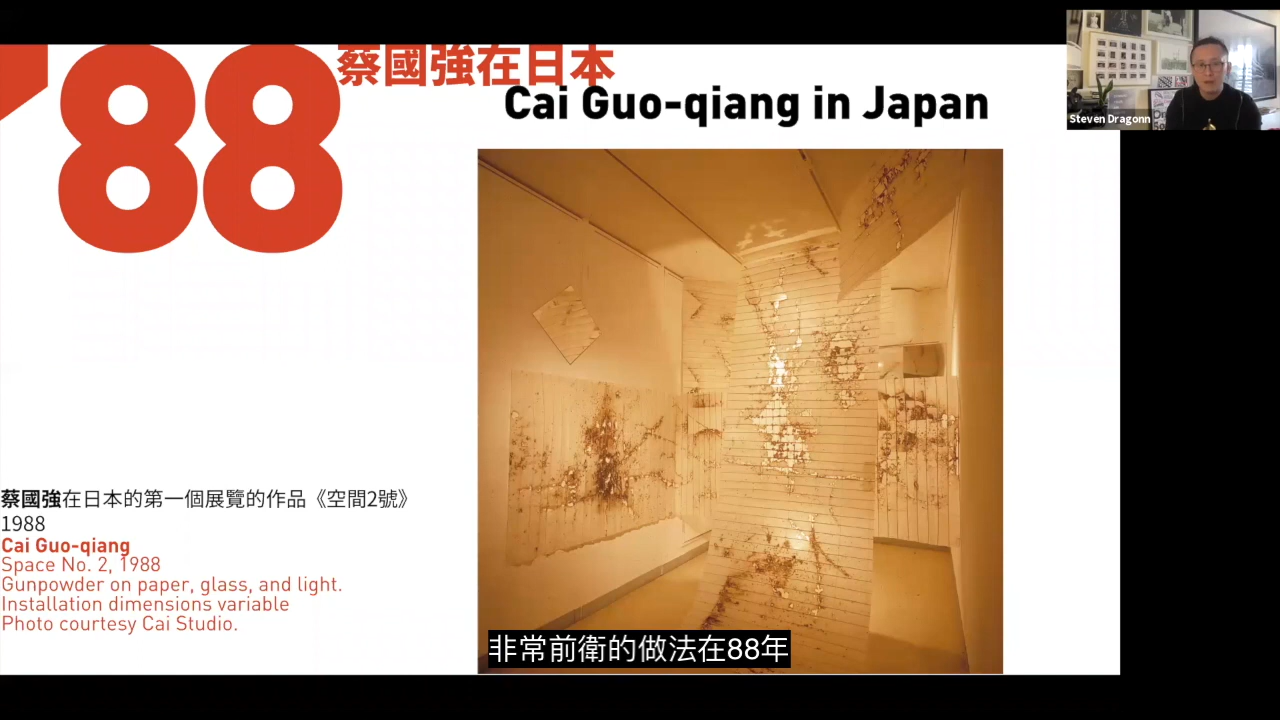 '88
蔡國強在日本
Cai Guo-qiang in Japan
Steven Dragonn
蔡國強在日本的第一個展覽的作品《空間2號》
1988
Cai Guo-qiang
Space No. 2, 1988
Gunpowder on paper, glass, and light.
Installation dimensions variable
Photo courtesy Cai Studio.
非常前衛的做法在88年